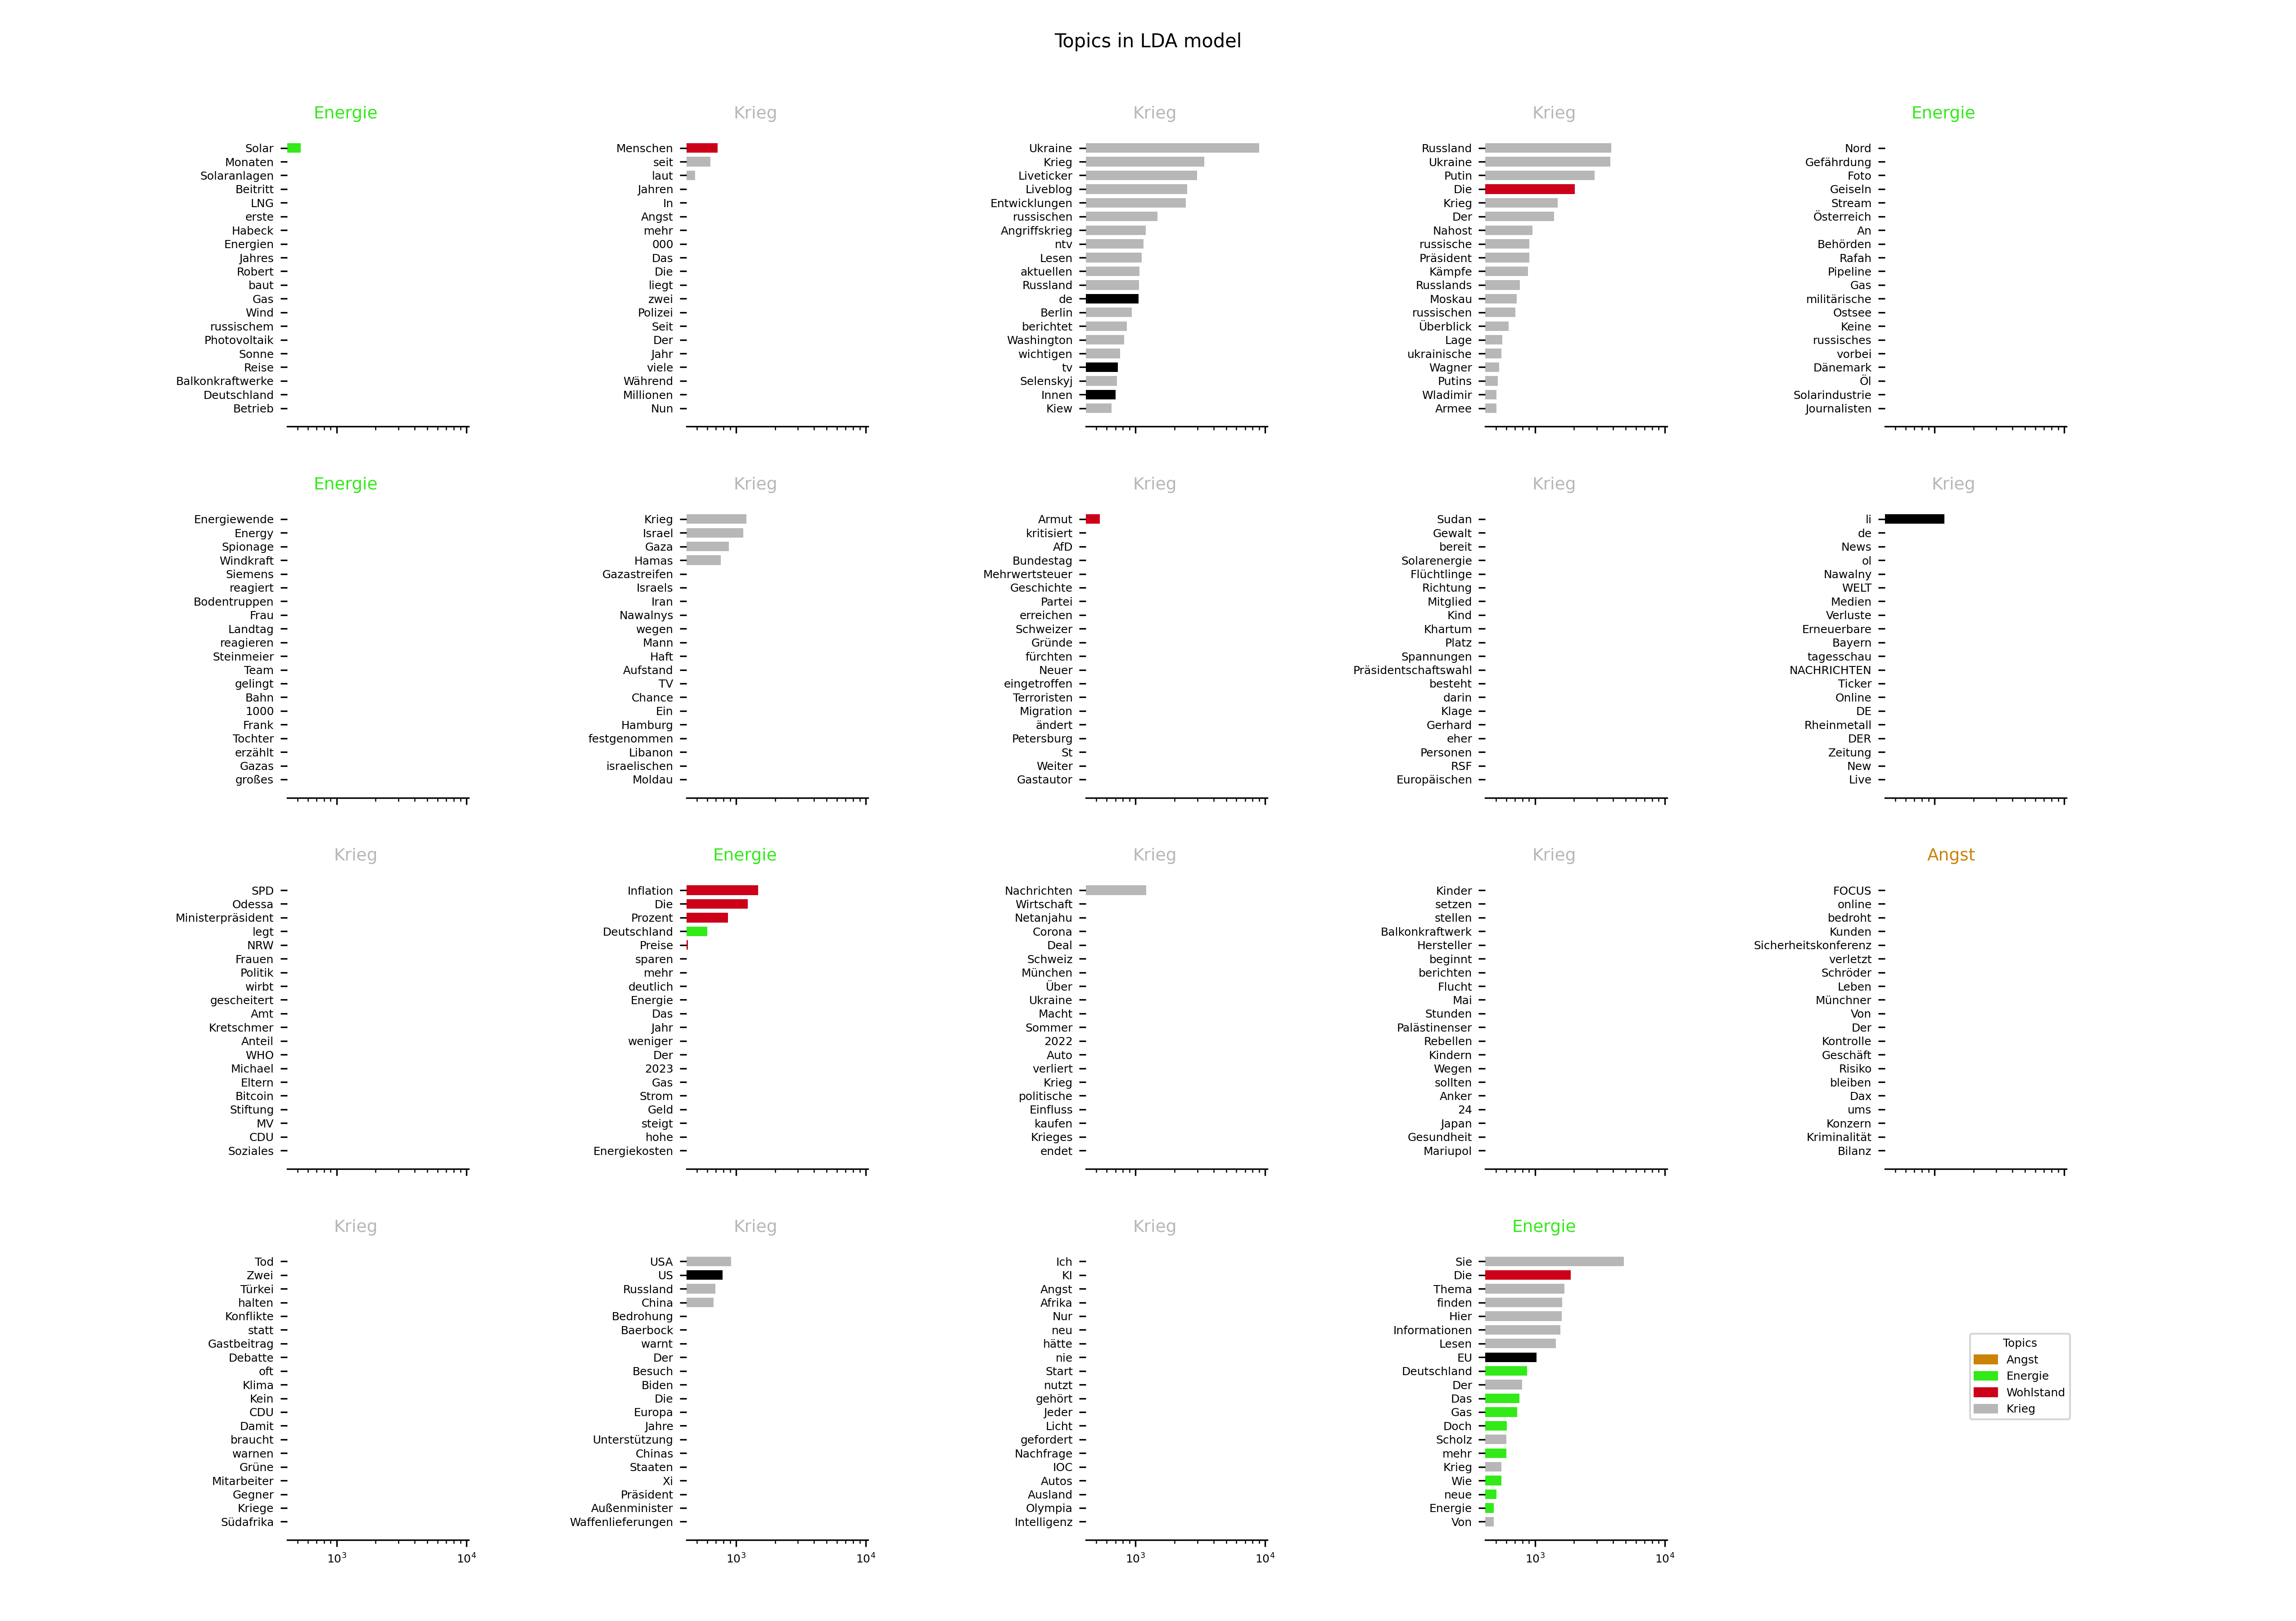 Topics in LDA model
Energie
Solar
Monaten
Solaranlagen
Beitritt
LNG
erste
Habeck
Energien
Jahres
Robert
baut
Gas
Wind
russischem
Photovoltaik
Sonne
Reise
Balkonkraftwerke
Deutschland
Betrieb
Krieg
Menschen
seit
laut
Jahren
In
Angst
mehr
000
Das
Die
liegt
zwei
Polizei
Seit
Der
Jahr
viele
Während
Millionen
Nun
Krieg
Ukraine
Krieg
Liveticker
Liveblog
Entwicklungen
russischen
Angriffskrieg
ntv
Lesen
aktuellen
Russland
de
Berlin
berichtet
Washington
wichtigen
tv
Selenskyj
Innen
Kiew
Krieg
Russland
Ukraine
Putin
Die
Krieg
Der
Nahost
russische
Präsident
Kämpfe
Russlands
Moskau
russischen
Überblick
Lage
ukrainische
Wagner
Putins
Wladimir
Armee
Energie
Nord
Gefährdung
Foto
Geiseln
Stream
Österreich
An
Behörden
Rafah
Pipeline
Gas
militärische
Ostsee
Keine
russisches
vorbei
Dänemark
Öl
Solarindustrie
Journalisten
Energie
Energiewende
Energy
Spionage
Windkraft
Siemens
reagiert
Bodentruppen
Frau
Landtag
reagieren
Steinmeier
Team
gelingt
Bahn
1000
Frank
Tochter
erzählt
Gazas
großes
Krieg
Krieg
Israel
Gaza
Hamas
Gazastreifen
Israels
Iran
Nawalnys
wegen
Mann
Haft
Aufstand
TV
Chance
Ein
Hamburg
festgenommen
Libanon
israelischen
Moldau
Krieg
Armut
kritisiert
AfD
Bundestag
Mehrwertsteuer
Geschichte
Partei
erreichen
Schweizer
Gründe
fürchten
Neuer
eingetroffen
Terroristen
Migration
ändert
Petersburg
St
Weiter
Gastautor
Krieg
Sudan
Gewalt
bereit
Solarenergie
Flüchtlinge
Richtung
Mitglied
Kind
Khartum
Platz
Spannungen
Präsidentschaftswahl
besteht
darin
Klage
Gerhard
eher
Personen
RSF
Europäischen
Krieg
li
de
News
ol
Nawalny
WELT
Medien
Verluste
Erneuerbare
Bayern
tagesschau
NACHRICHTEN
Ticker
Online
DE
Rheinmetall
DER
Zeitung
New
Live
Krieg
SPD
Odessa
Ministerpräsident
legt
NRW
Frauen
Politik
wirbt
gescheitert
Amt
Kretschmer
Anteil
WHO
Michael
Eltern
Bitcoin
Stiftung
MV
CDU
Soziales
Energie
Inflation
Die
Prozent
Deutschland
Preise
sparen
mehr
deutlich
Energie
Das
Jahr
weniger
Der
2023
Gas
Strom
Geld
steigt
hohe
Energiekosten
Krieg
Nachrichten
Wirtschaft
Netanjahu
Corona
Deal
Schweiz
München
Über
Ukraine
Macht
Sommer
2022
Auto
verliert
Krieg
politische
Einfluss
kaufen
Krieges
endet
Krieg
Kinder
setzen
stellen
Balkonkraftwerk
Hersteller
beginnt
berichten
Flucht
Mai
Stunden
Palästinenser
Rebellen
Kindern
Wegen
sollten
Anker
24
Japan
Gesundheit
Mariupol
Angst
FOCUS
online
bedroht
Kunden
Sicherheitskonferenz
verletzt
Schröder
Leben
Münchner
Von
Der
Kontrolle
Geschäft
Risiko
bleiben
Dax
ums
Konzern
Kriminalität
Bilanz
Krieg
Tod
Zwei
Türkei
halten
Konflikte
statt
Gastbeitrag
Debatte
oft
Klima
Kein
CDU
Damit
braucht
warnen
Grüne
Mitarbeiter
Gegner
Kriege
Südafrika
10³ 10⁴
Krieg
USA
US
Russland
China
Bedrohung
Baerbock
warnt
Der
Besuch
Biden
Die
Europa
Jahre
Unterstützung
Chinas
Staaten
Xi
Präsident
Außenminister
Waffenlieferungen
10³ 10⁴
Krieg
Ich
KI
Angst
Afrika
Nur
neu
hätte
nie
Start
nutzt
gehört
Jeder
Licht
gefordert
Nachfrage
IOC
Autos
Ausland
Olympia
Intelligenz
10³ 10⁴
Energie
Sie
Die
Thema
finden
Hier
Informationen
Lesen
EU
Deutschland
Der
Das
Gas
Doch
Scholz
mehr
Krieg
Wie
neue
Energie
Von
10³ 10⁴
Topics
Angst
Energie
Wohlstand
Krieg